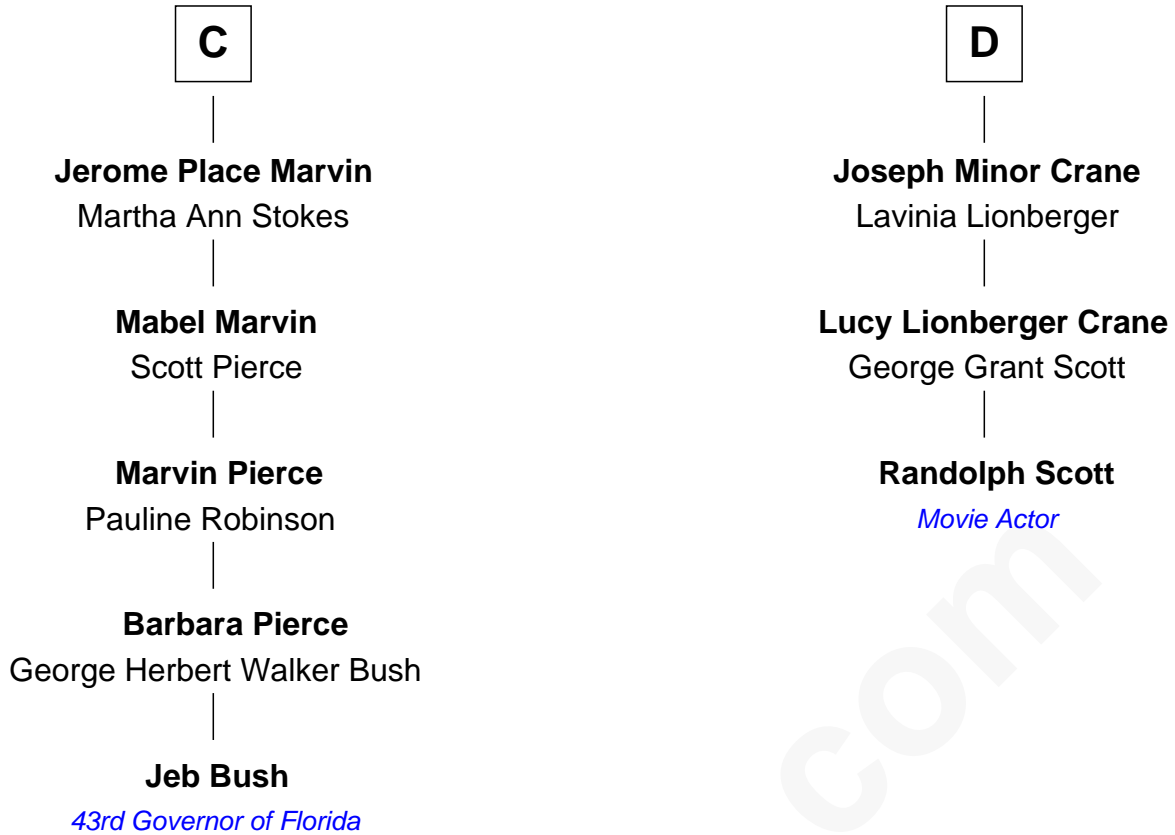 C
Jerome Place Marvin
Martha Ann Stokes
Mabel Marvin
Scott Pierce
Marvin Pierce
Pauline Robinson
Barbara Pierce
George Herbert Walker Bush
Jeb Bush
43rd Governor of Florida
D
Joseph Minor Crane
Lavinia Lionberger
Lucy Lionberger Crane
George Grant Scott
Randolph Scott
Movie Actor
com